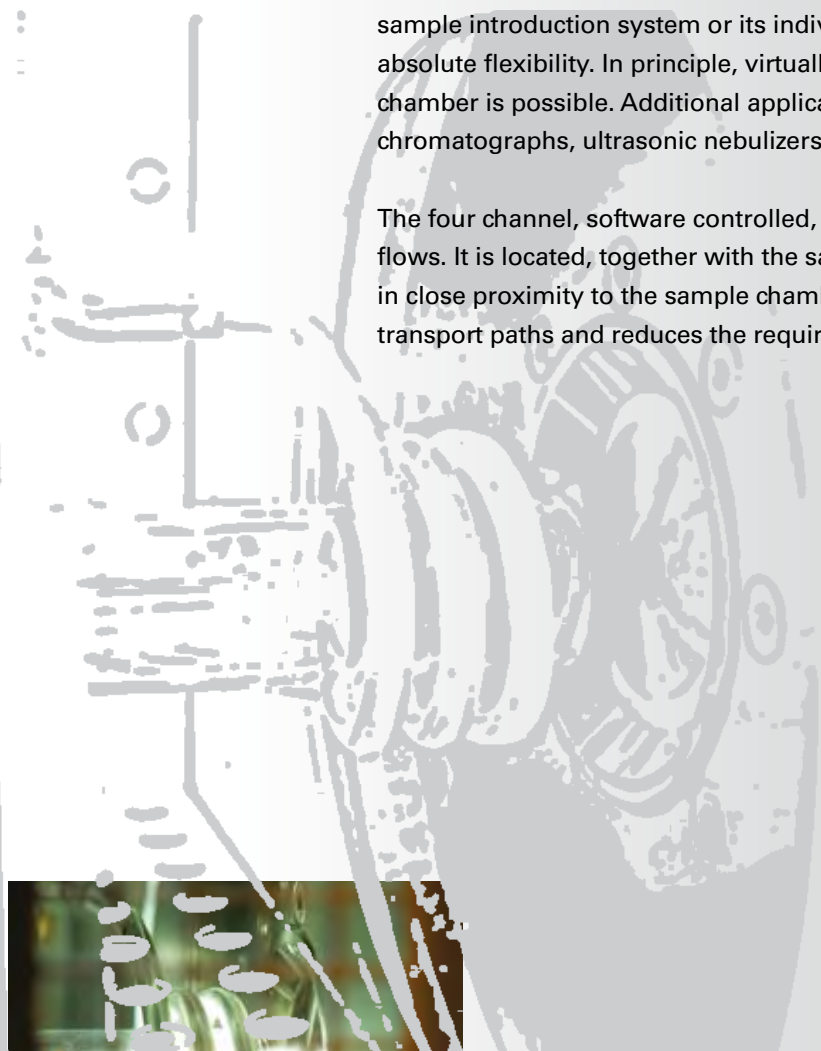 sample introduction system or its indiv
absolute flexibility. In principle, virtuall
chamber is possible. Additional applica
chromatographs, ultrasonic nebulizers
The four channel, software controlled,
flows. It is located, together with the sa
in close proximity to the sample cham
transport paths and reduces the requir